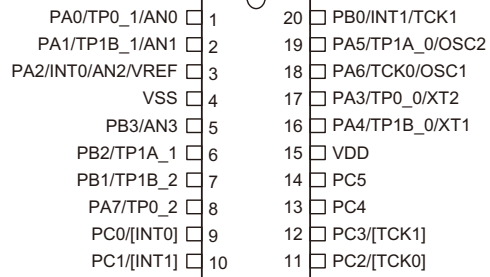 PA0/TP0_1/AN0 1 20 PB0/INT1/TCK1
PA1/TP1B_1/AN1 2 19 PA5/TP1A_0/OSC2
PA2/INT0/AN2/VREF 3 18 PA6/TCK0/OSC1
VSS 4 17 PA3/TP0_0/XT2
PB3/AN3 5 16 PA4/TP1B_0/XT1
PB2/TP1A_1 6 15 VDD
PB1/TP1B_2 7 14 PC5
PA7/TP0_2 8 13 PC4
PC0/[INT0] 9 12 PC3/[TCK1]
PC1/[INT1] 10 11 PC2/[TCK0]